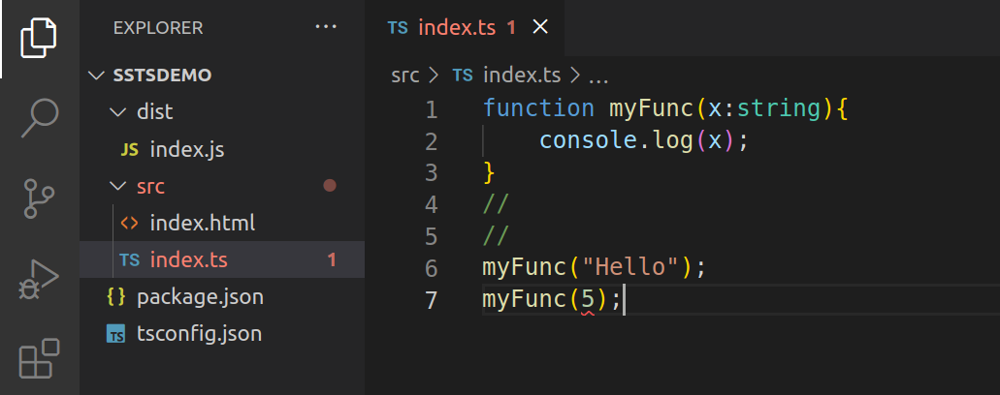 EXPLORER ...
SSTSDEMO
dist
JS index.js
src
<> index.html
TS index.ts 1
{} package.json
TS tsconfig.json
TS index.ts 1 ×
src > TS index.ts > ...
1 function myFunc(x:string){
2 console.log(x);
3 }
4 //
5 //
6 myFunc("Hello");
7 myFunc(5);